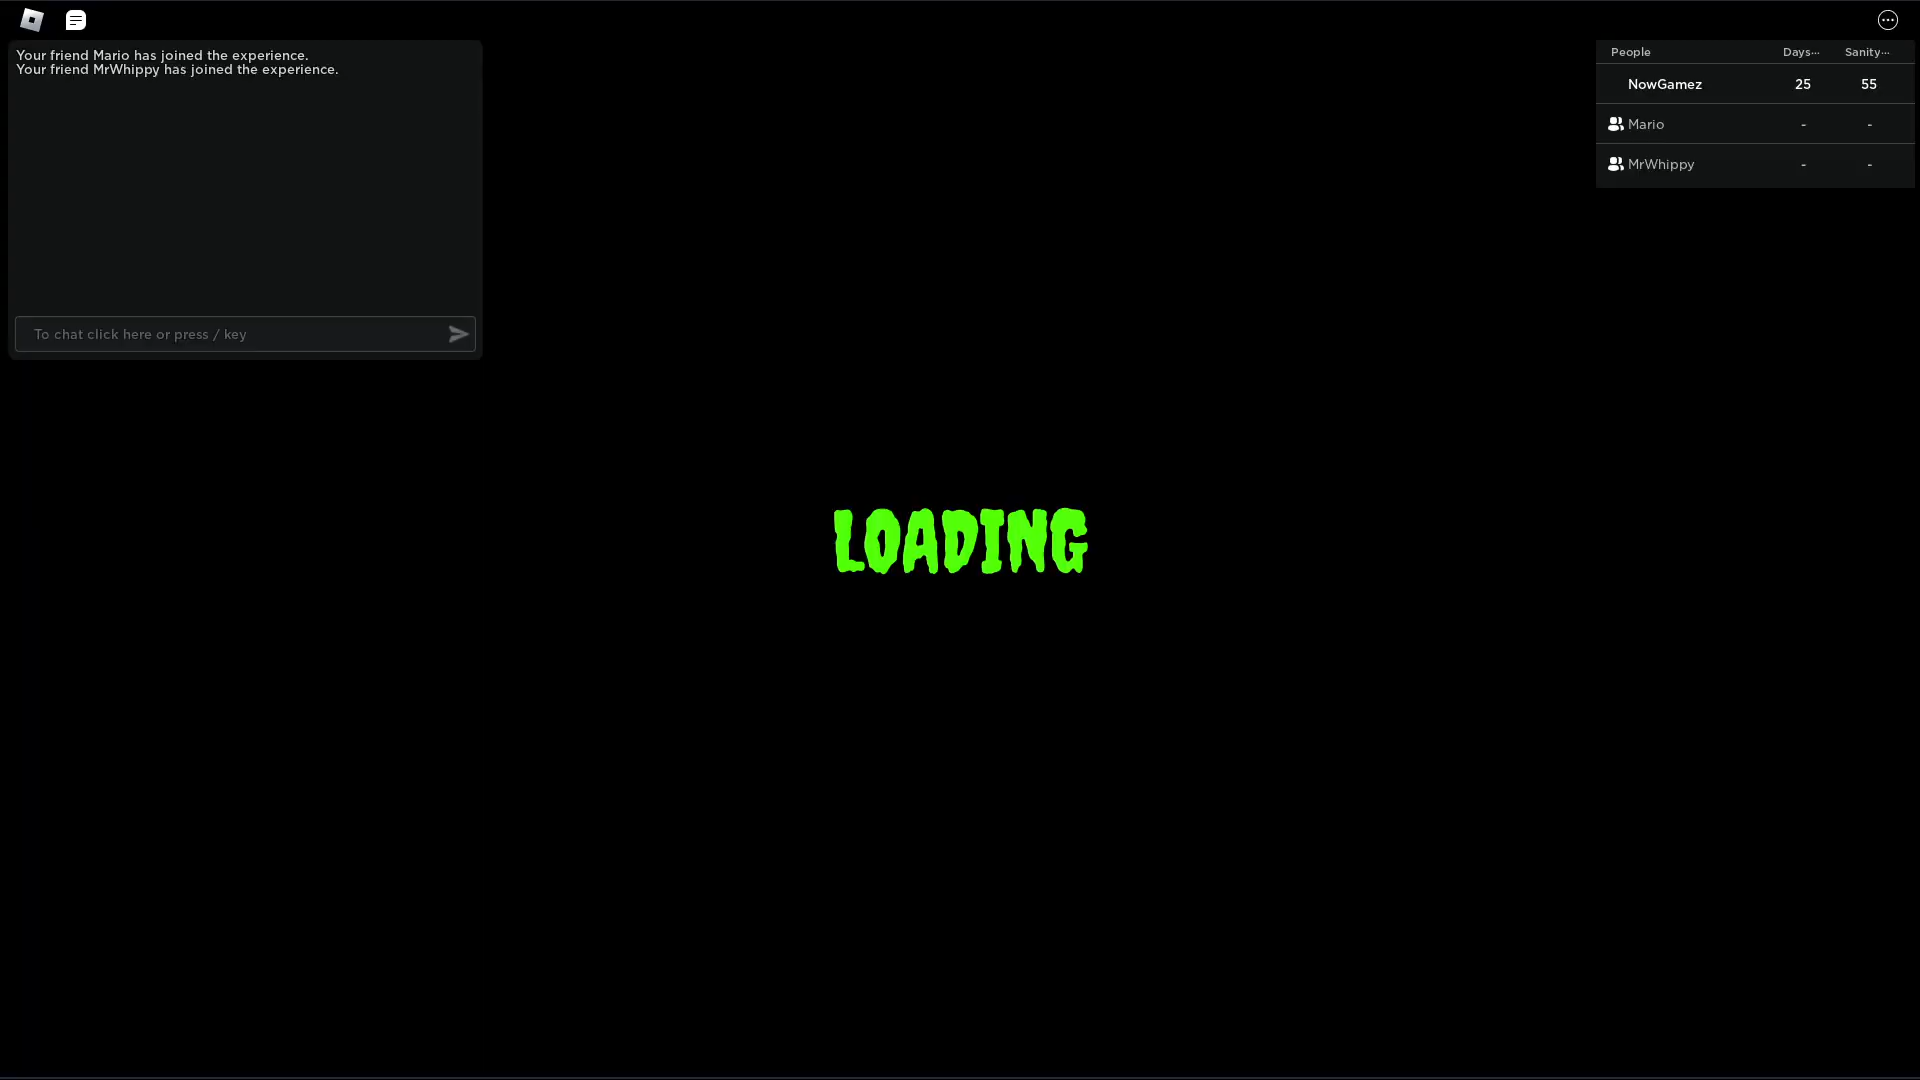 Your friend Mario has joined the experience.
Your friend MrWhippy has joined the experience.
To chat click here or press / key
People Days... Sanity...
NowGamez 25 55
Mario - -
MrWhippy - -
LOADING